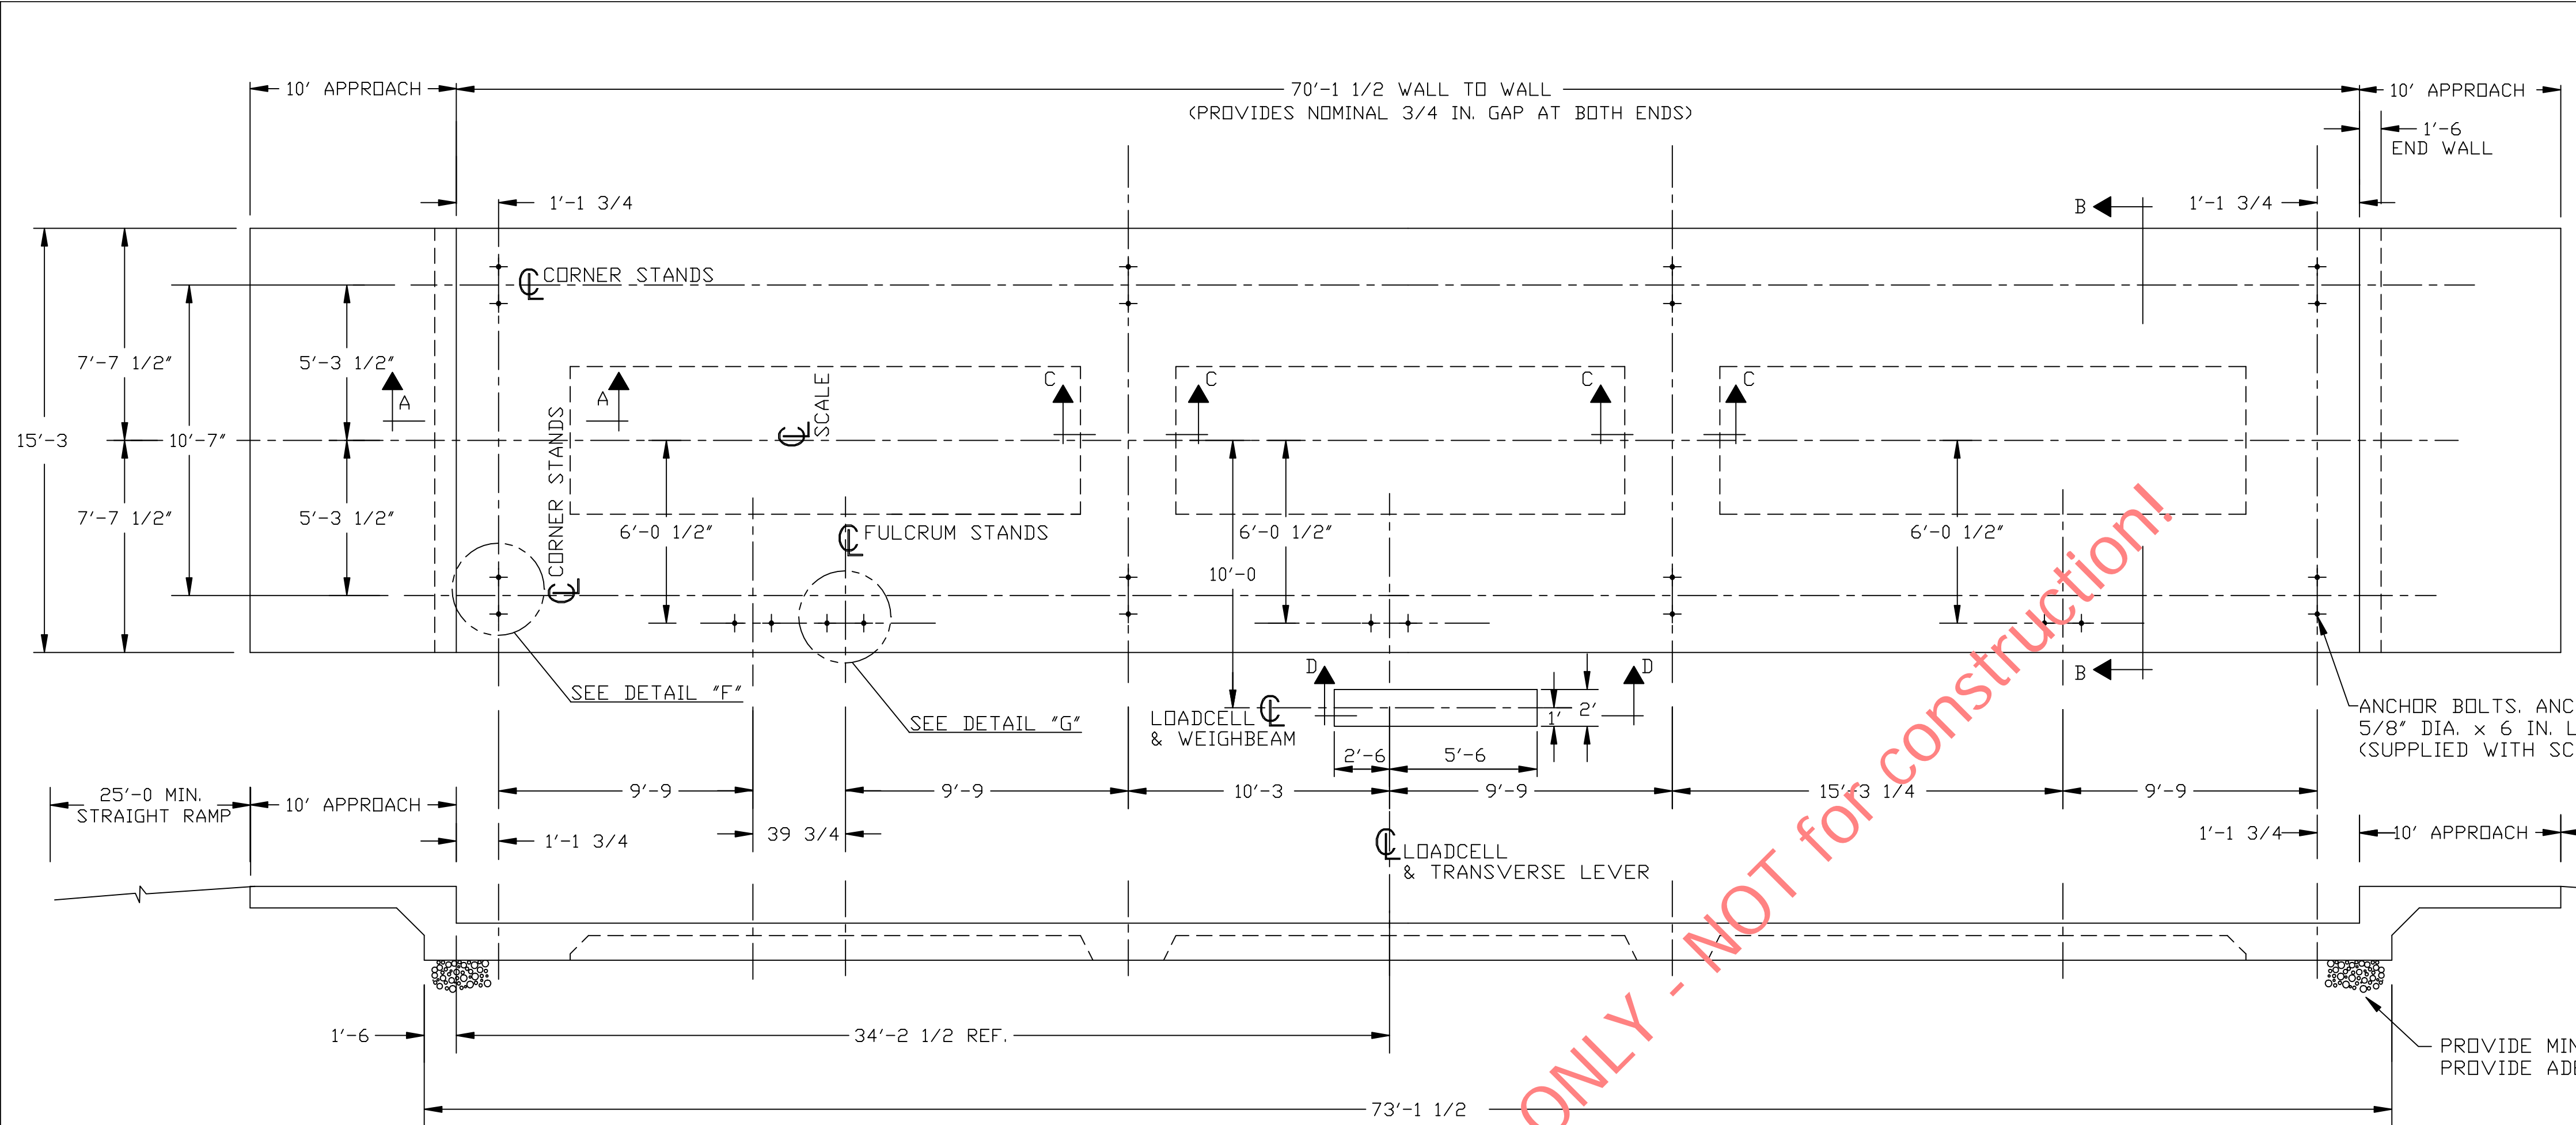 10' APPROACH
70'-1 1/2 WALL TO WALL
(PROVIDES NOMINAL 3/4 IN. GAP AT BOTH ENDS)
10' APPROACH
1'-6
END WALL
1'-1 3/4
B
1'-1 3/4
CL CORNER STANDS
7'-7 1/2"
5'-3 1/2"
A
A
CL SCALE
C
C
C
C
15'-3
10'-7"
CL CORNER STANDS
7'-7 1/2"
5'-3 1/2"
6'-0 1/2"
CL FULCRUM STANDS
6'-0 1/2"
10'-0
6'-0 1/2"
SEE DETAIL "F"
SEE DETAIL "G"
D
D
B
LOADCELL CL
& WEIGHBEAM
1'
2'
2'-6
5'-6
ANCHOR BOLTS,
5/8" DIA. x 6 IN.
(SUPPLIED WITH
25'-0 MIN.
STRAIGHT RAMP
10' APPROACH
9'-9
9'-9
10'-3
9'-9
15'-3 1/4
9'-9
1'-1 3/4
39 3/4
1'-1 3/4
10' APPROACH
CL LOADCELL
& TRANSVERSE LEVER
1'-6
34'-2 1/2 REF.
PROVIDE
PROVIDE
73'-1 1/2
ONLY - NOT for construction!